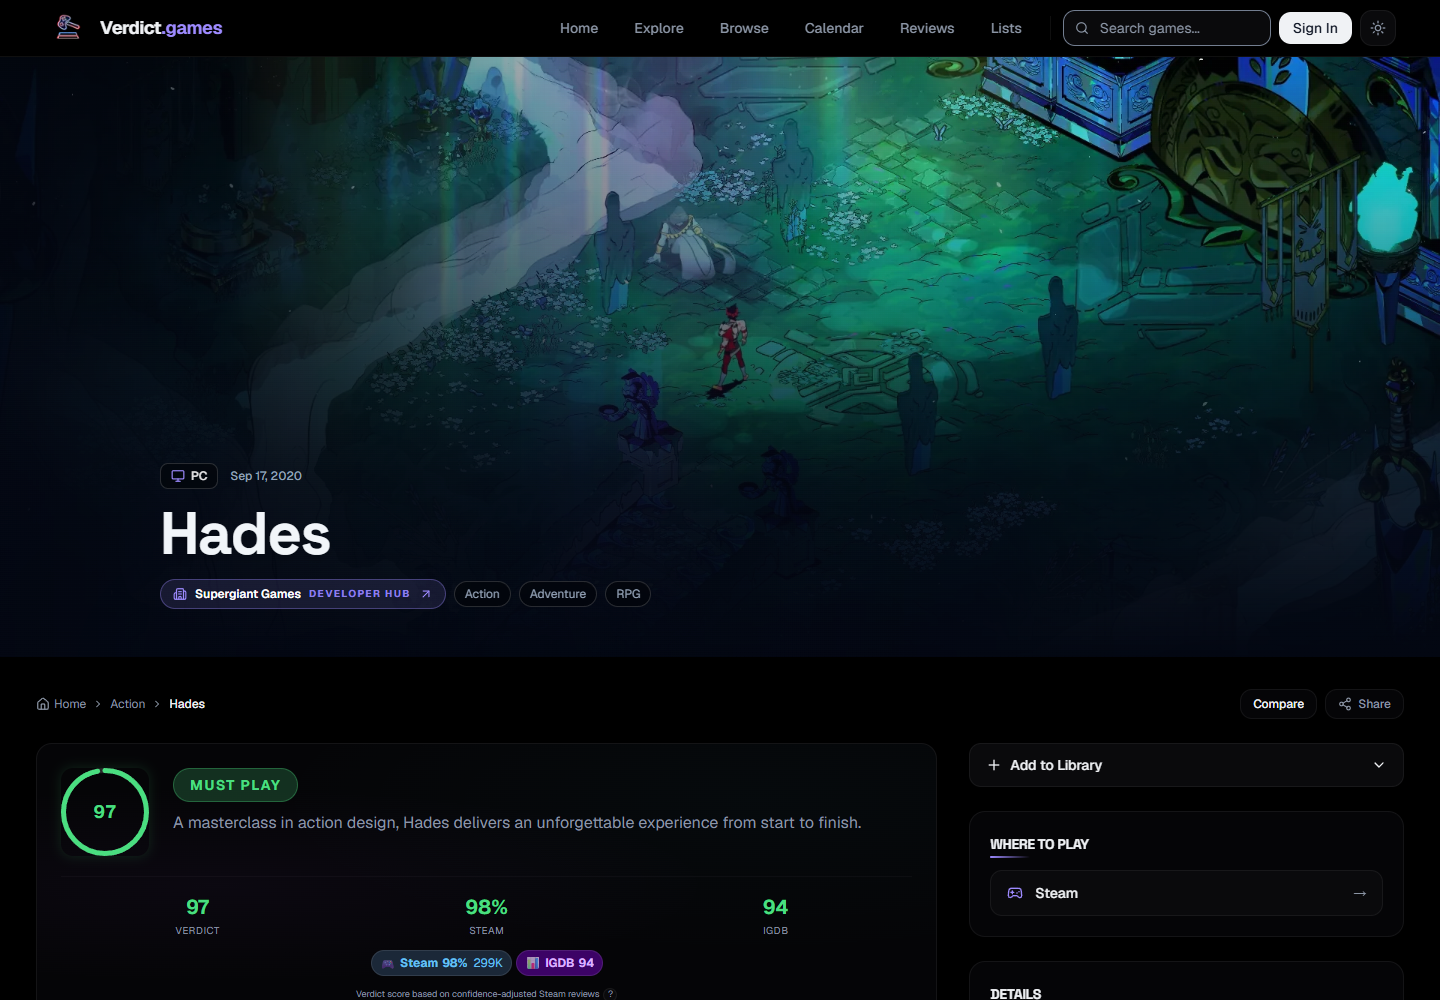 Verdict.games
Home
Explore
Browse
Calendar
Reviews
Lists
Search games...
Sign In
PC
Sep 17, 2020
Hades
Supergiant Games DEVELOPER HUB
Action
Adventure
RPG
Home > Action > Hades
Compare
Share
97
MUST PLAY
A masterclass in action design, Hades delivers an unforgettable experience from start to finish.
97
VERDICT
98%
STEAM
94
IGDB
Steam 98% 299K
IGDB 94
Verdict score based on confidence-adjusted Steam reviews ?
Add to Library
WHERE TO PLAY
Steam →
DETAILS